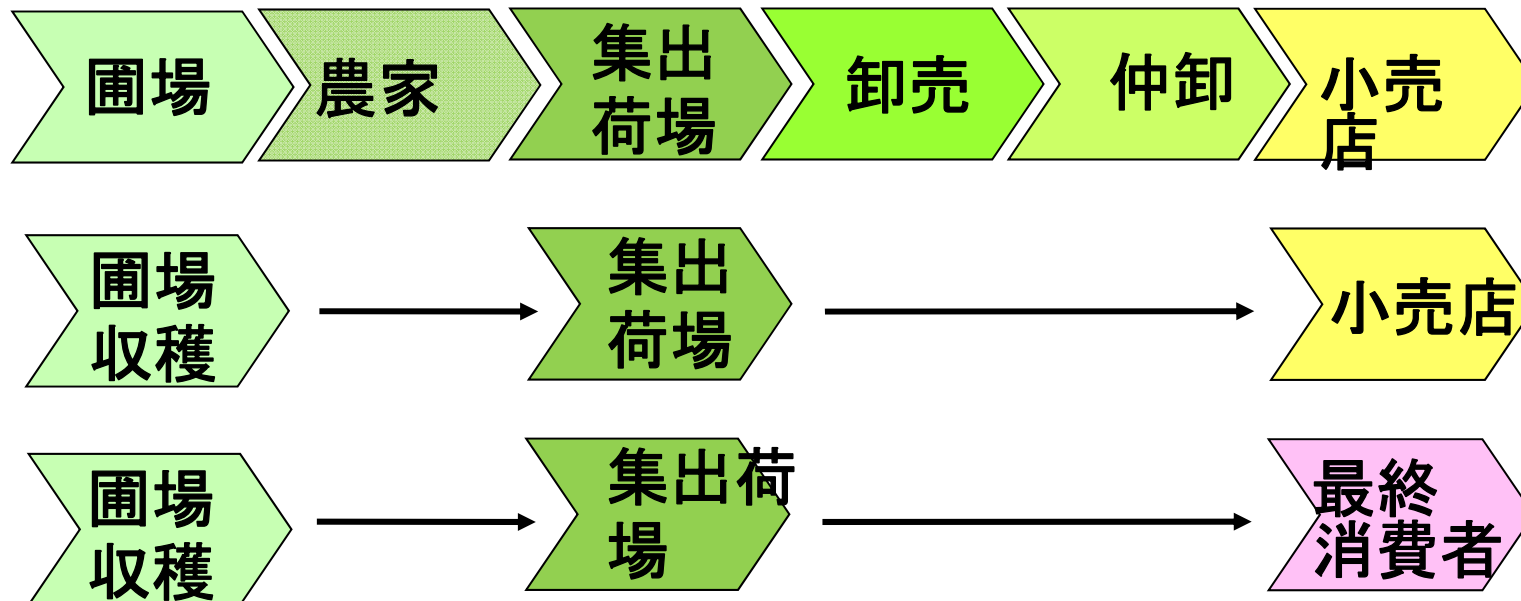 圃場
農家
集出
荷場
卸売
仲卸
小売
店
圃場
収穫
集出
荷場
小売店
圃場
収穫
集出荷
場
最終
消費者